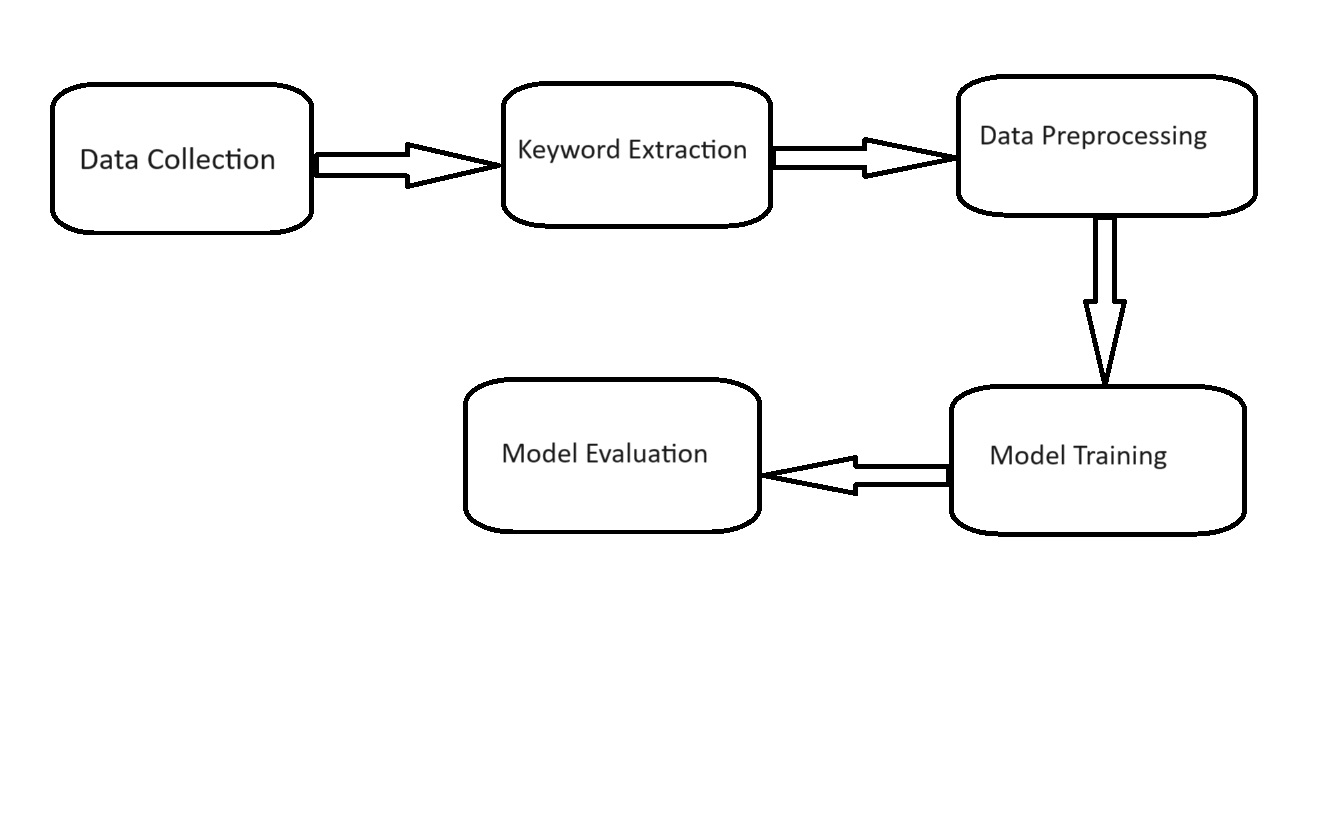 Data Collection
Keyword Extraction
Data Preprocessing
Model Training
Model Evaluation